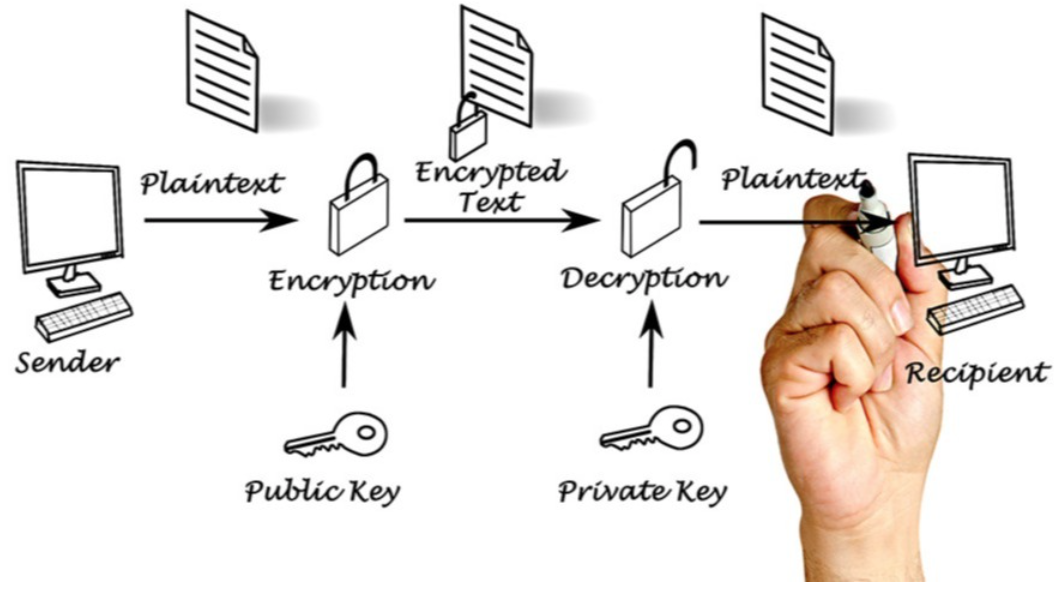 Plaintext
Encrypted
Text
Plaintext
Encryption
Decryption
Sender
Recipient
Public Key
Private Key